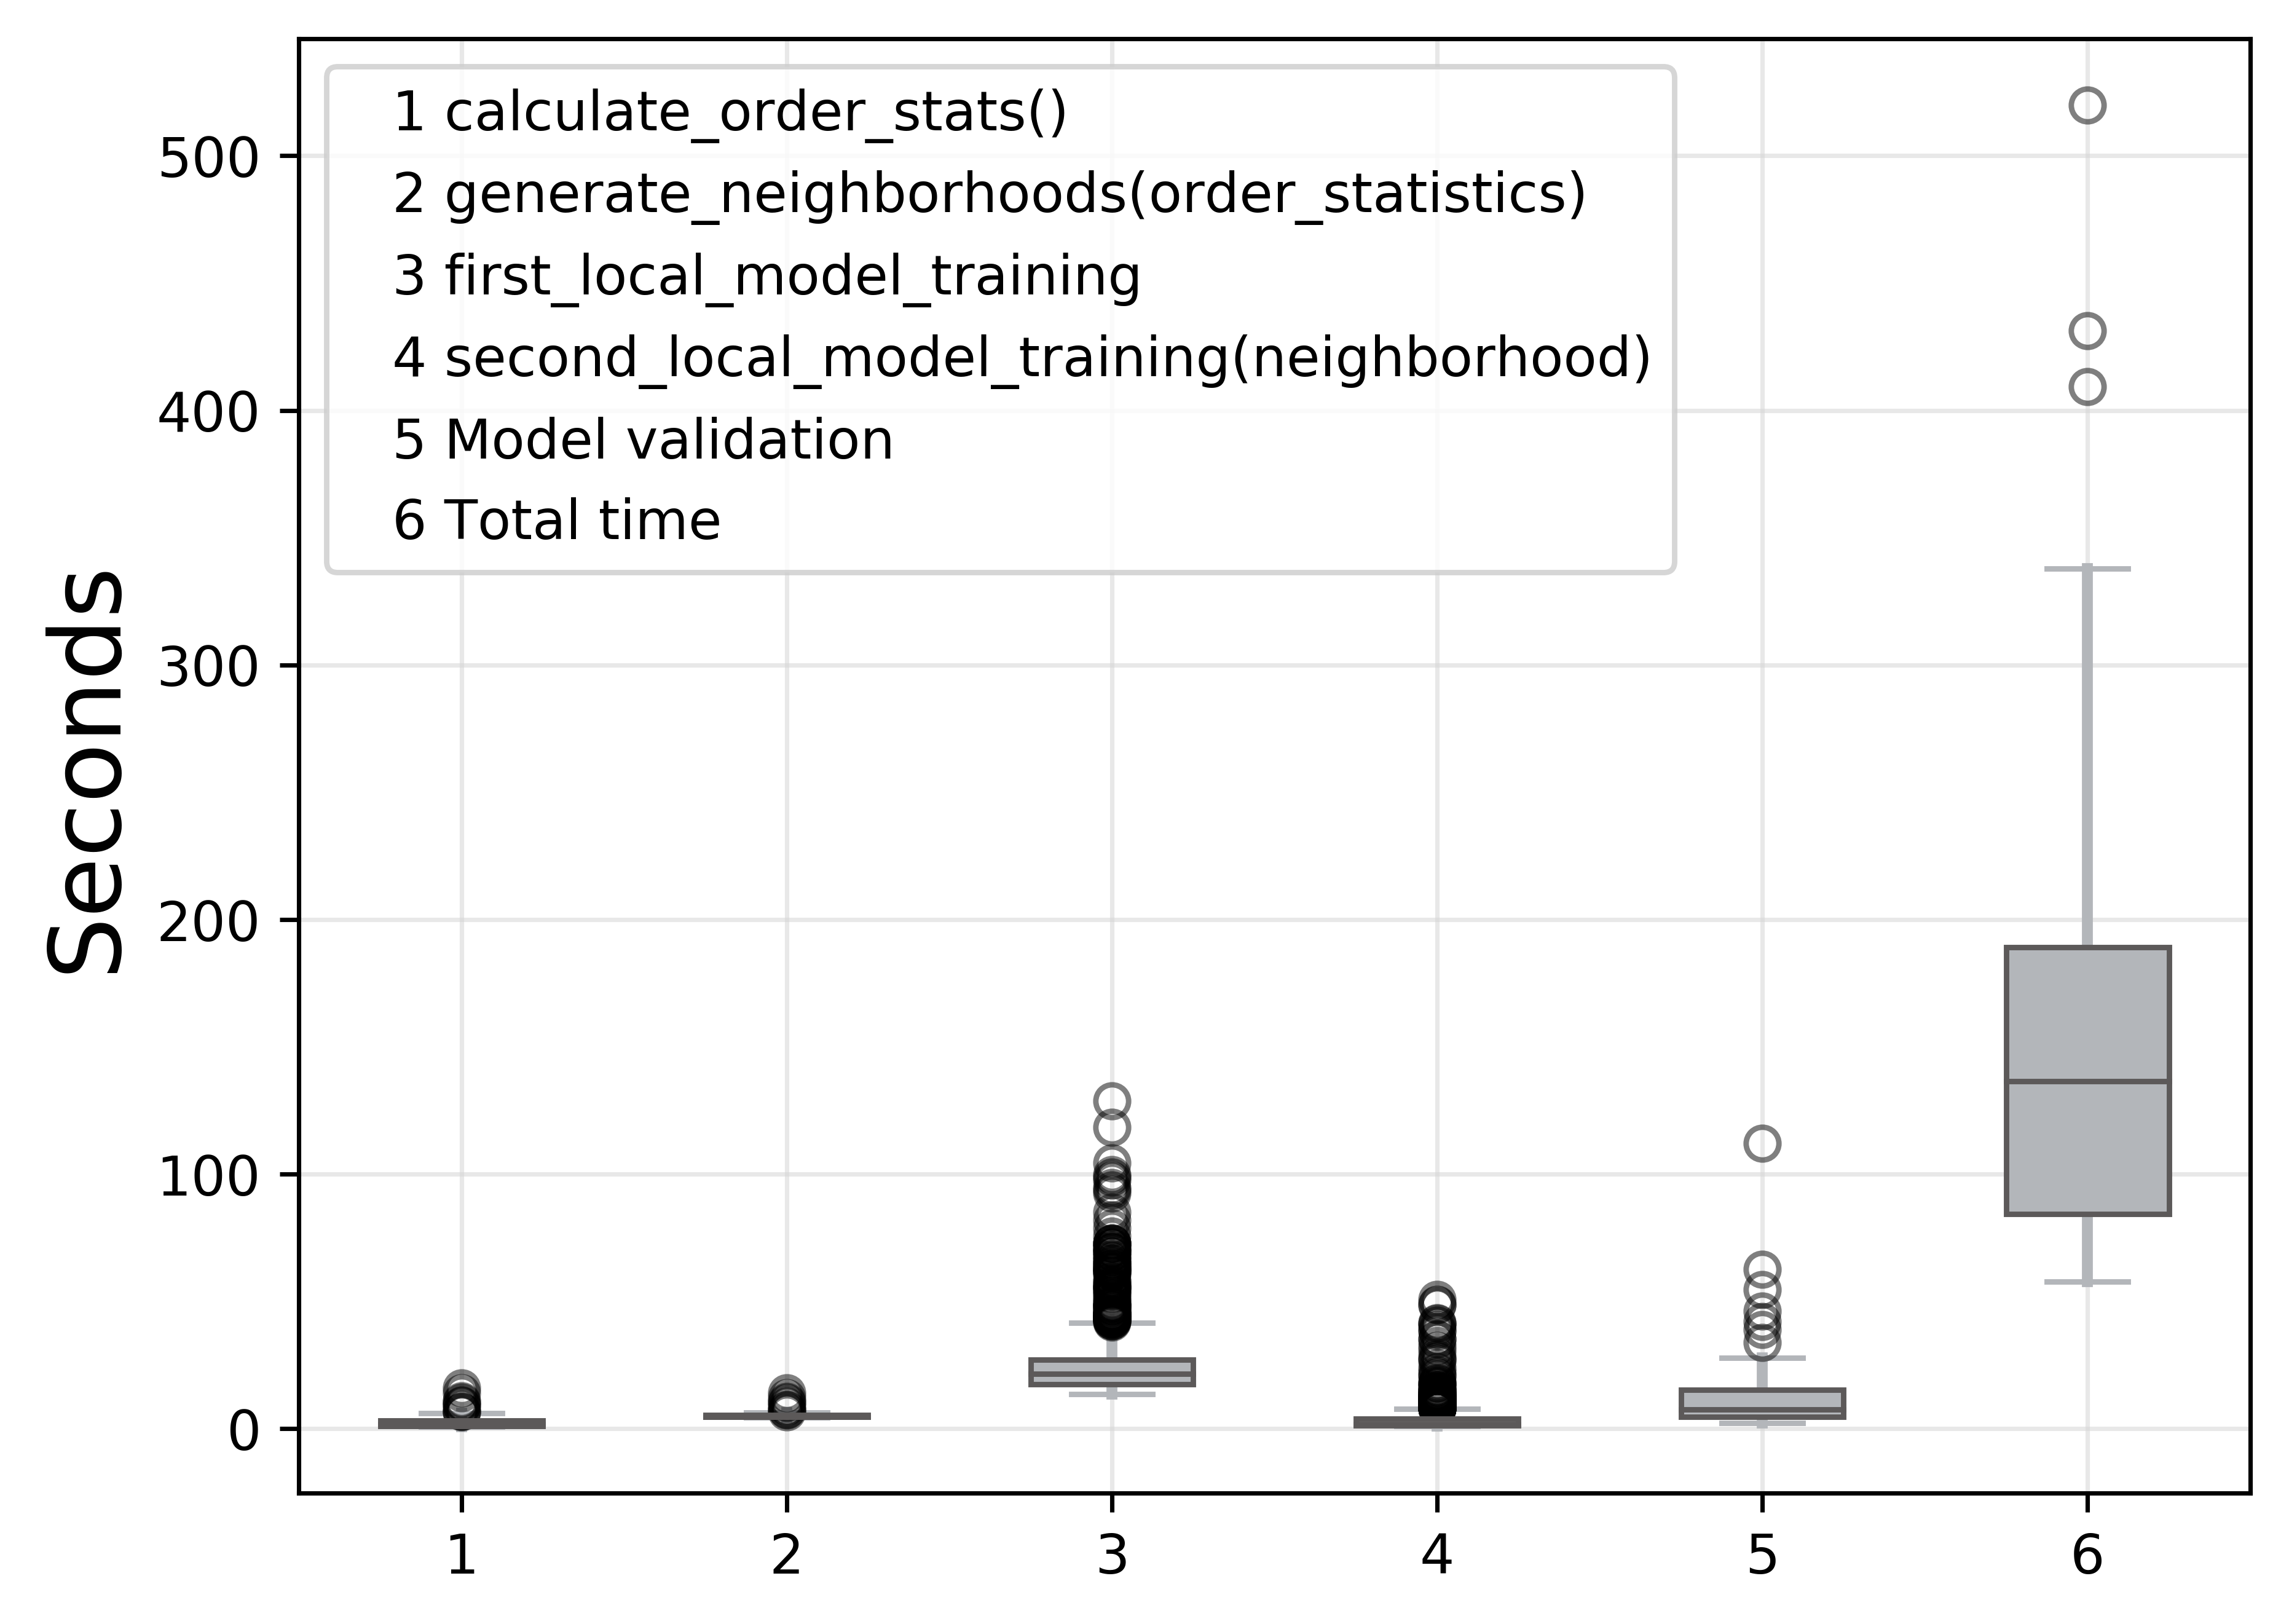 1 calculate_order_stats()
2 generate_neighborhoods(order_statistics)
3 first_local_model_training
4 second_local_model_training(neighborhood)
5 Model validation
6 Total time
Seconds
500
400
300
200
100
0
1 2 3 4 5 6